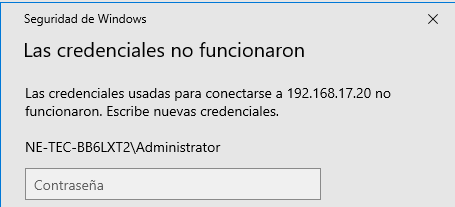 Seguridad de Windows
Las credenciales no funcionaron
Las credenciales usadas para conectarse a 192.168.17.20 no
funcionaron. Escribe nuevas credenciales.
NE-TEC-BB6LXT2\Administrator
Contraseña